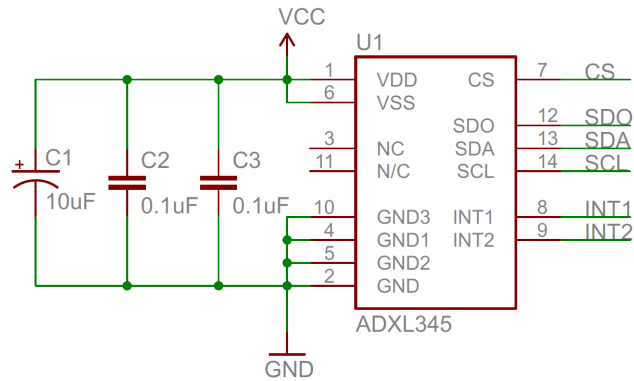 VCC
U1
1 VDD CS 7 CS
6 VSS
SDO 12 SDO
3 NC SDA 13 SDA
11 N/C SCL 14 SCL
+ C1 C2 C3
10uF 0.1uF 0.1uF
10 GND3 INT1 8 INT1
4 GND1 INT2 9 INT2
5 GND2
2 GND
ADXL345
GND